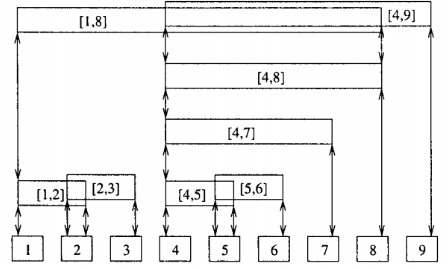 [1,8] [4,9]
[4,8]
[4,7]
[1,2] [2,3] [4,5] [5,6]
1 2 3 4 5 6 7 8 9